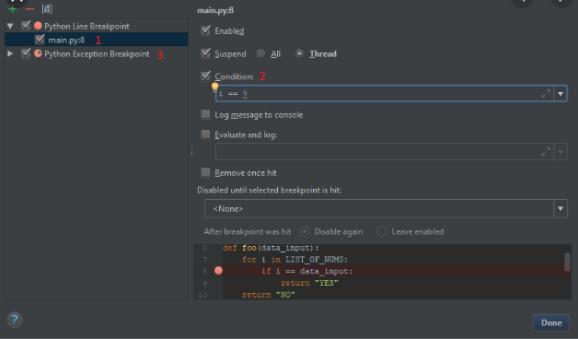 main.py:8
Python Line Breakpoint
main.py:8 1
Python Exception Breakpoint 3
Enabled
Suspend All Thread
Condition: 2
i == 5
Log message to console
Evaluate and log:
Remove once hit
Disabled until selected breakpoint is hit:
<None>
After breakpoint was hit Disable again Leave enabled
6 def foo(data_input):
7 for i in LIST_OF_NUMS:
8 if i == data_input:
9 return "YES"
10 return "NO"
? Done